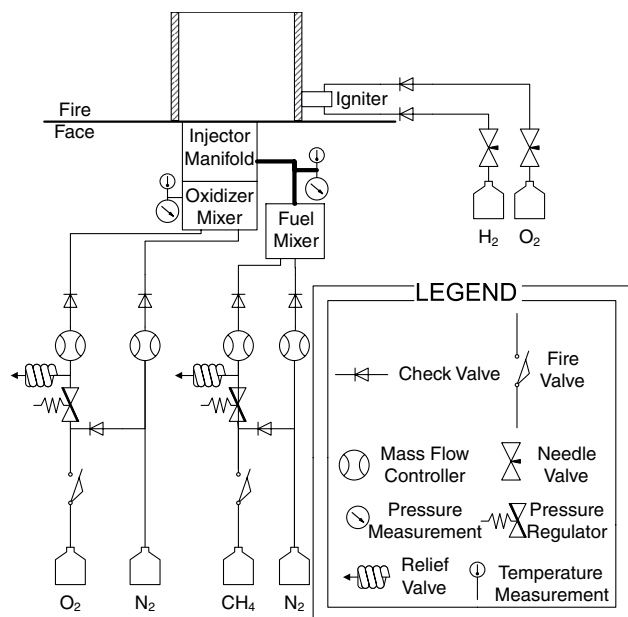 Igniter
Fire
Face
Injector
Manifold
Oxidizer
Mixer
Fuel
Mixer
H2 O2
LEGEND
Check Valve
Fire
Valve
Mass Flow
Controller
Needle
Valve
Pressure
Measurement
Pressure
Regulator
Relief
Valve
Temperature
Measurement
O2 N2 CH4 N2